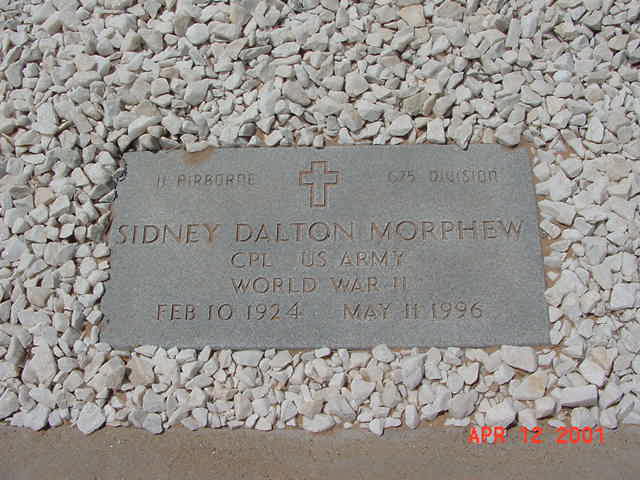 11 AIRBORNE 675 DIVISION
SIDNEY DALTON MORPHEW
CPL US ARMY
WORLD WAR II
FEB 10 1924 MAY 11 1996
APR 12 2001